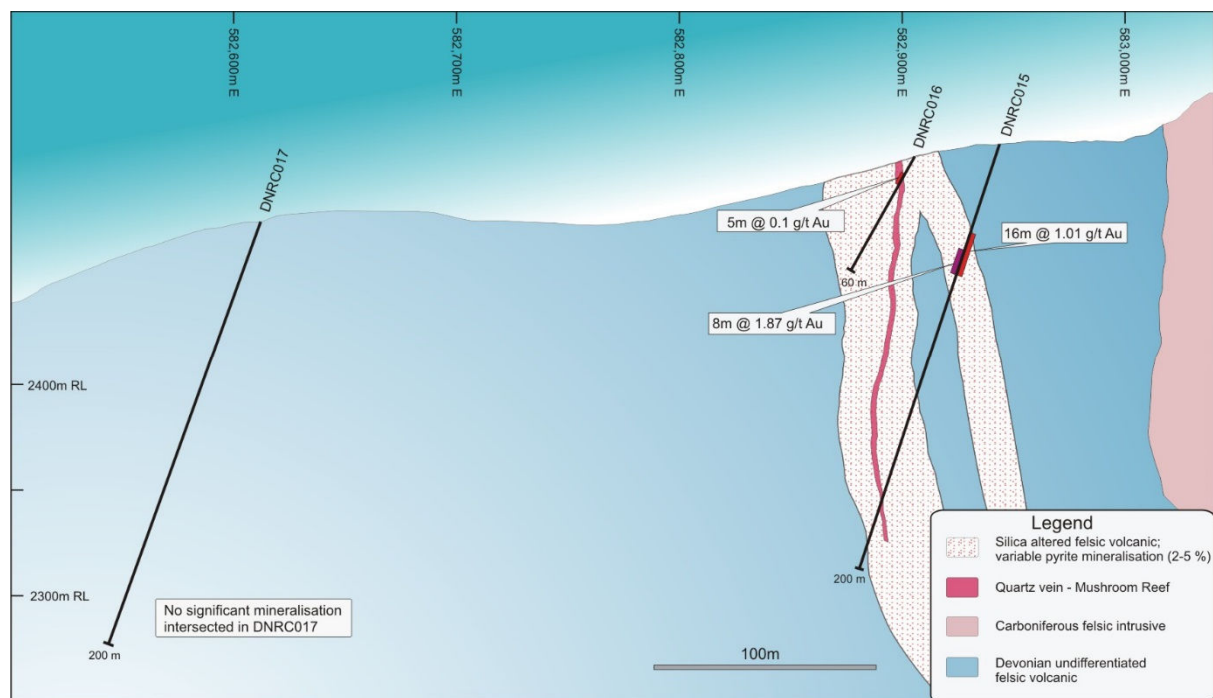 582,600m E
582,700m E
582,800m E
582,900m E
583,000m E
DNRC017
DNRC016
DNRC015
5m @ 0.1 g/t Au
16m @ 1.01 g/t Au
60 m
8m @ 1.87 g/t Au
2400m RL
2300m RL
200 m
200 m
No significant mineralisation
intersected in DNRC017
100m
Legend
Silica altered felsic volcanic;
variable pyrite mineralisation (2-5 %)
Quartz vein - Mushroom Reef
Carboniferous felsic intrusive
Devonian undifferentiated
felsic volcanic